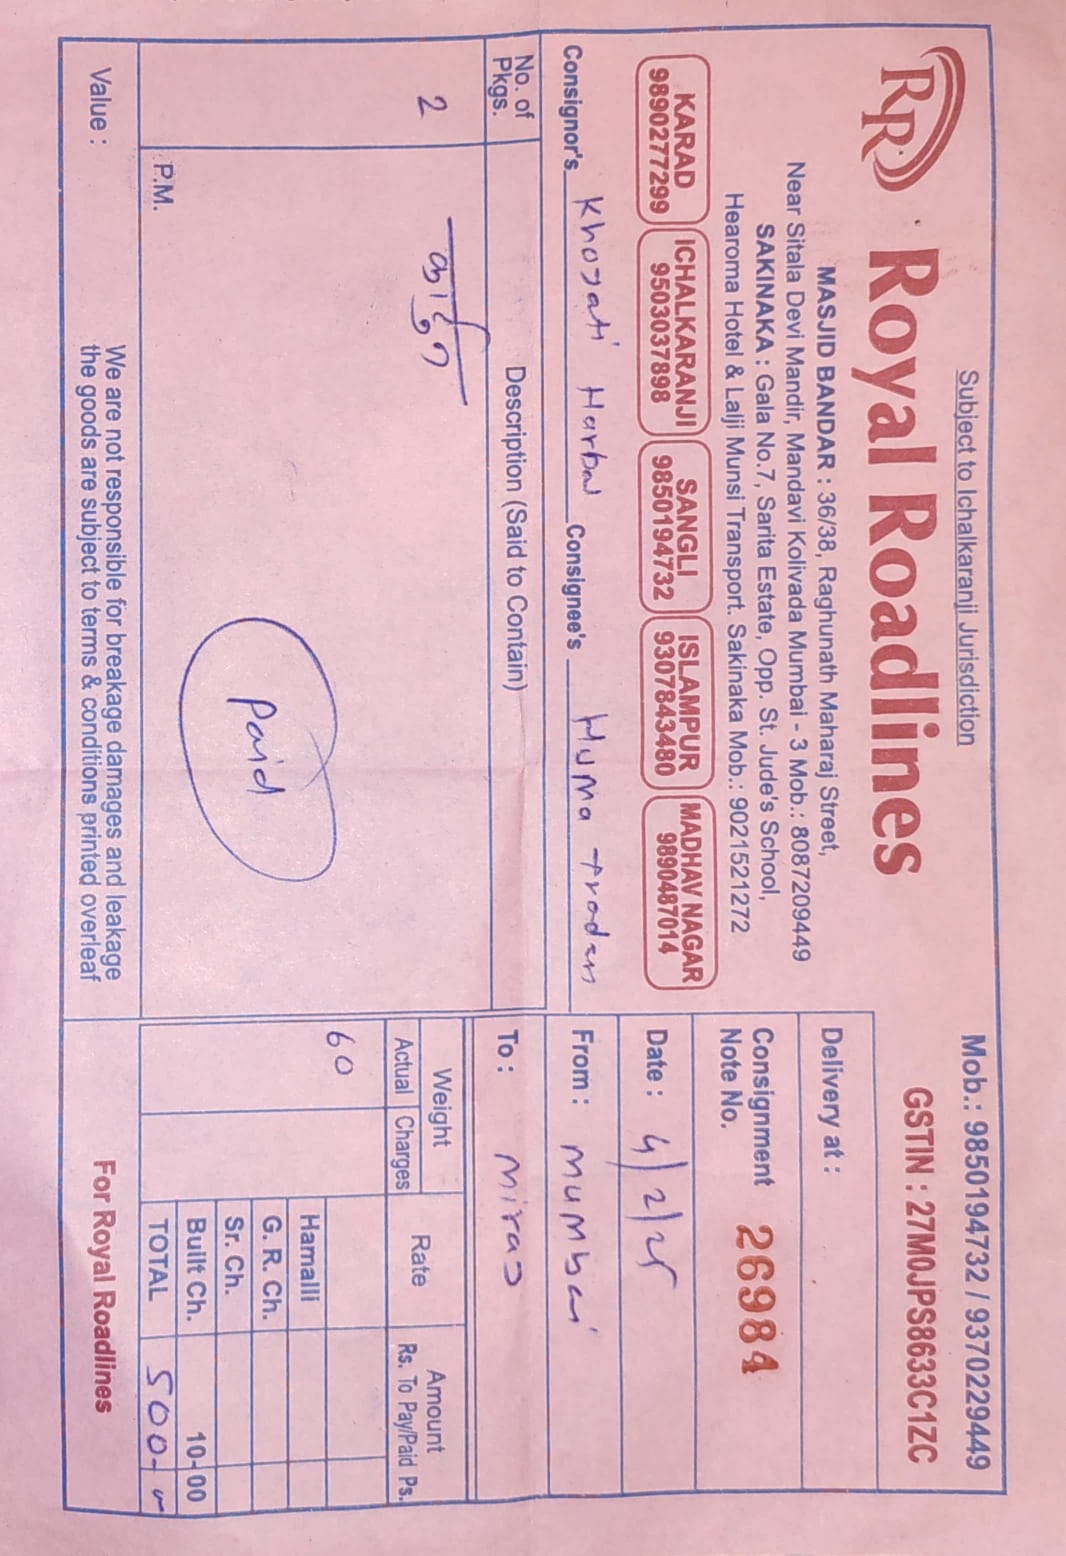 Subject to Ichalkaranji Jurisdiction
Mob.: 9850194732 / 9370229449
RR Royal Roadlines
GSTIN : 27M0JPS8633C1ZC
MASJID BANDAR : 36/38, Raghunath Maharaj Street,
Near Sitala Devi Mandir, Mandavi Kolivada Mumbai - 3 Mob.: 8087209449
SAKINAKA : Gala No.7, Sarita Estate, Opp. St. Jude's School,
Hearoma Hotel & Lalji Munsi Transport. Sakinaka Mob.: 9021521272
KARAD
9890277299
ICHALKARANJI
9503037898
SANGLI
9850194732
ISLAMPUR
9307843480
MADHAV NAGAR
9890487014
Delivery at :
Consignment
Note No. 26984
Date : 4/2/25
Consignor's Harbal Consignee's Huma traders
From : Mumbai
To : Miraj
No. of
Pkgs.
Description (Said to Contain)
Weight
Actual Charges
Rate
Amount
Rs. To Pay/Paid Ps.
2
60
Paid
Hamalli
G. R. Ch.
Sr. Ch.
Built Ch. 10-00
TOTAL 500-
P.M.
Value :
We are not responsible for breakage damages and leakage
the goods are subject to terms & conditions printed overleaf
For Royal Roadlines